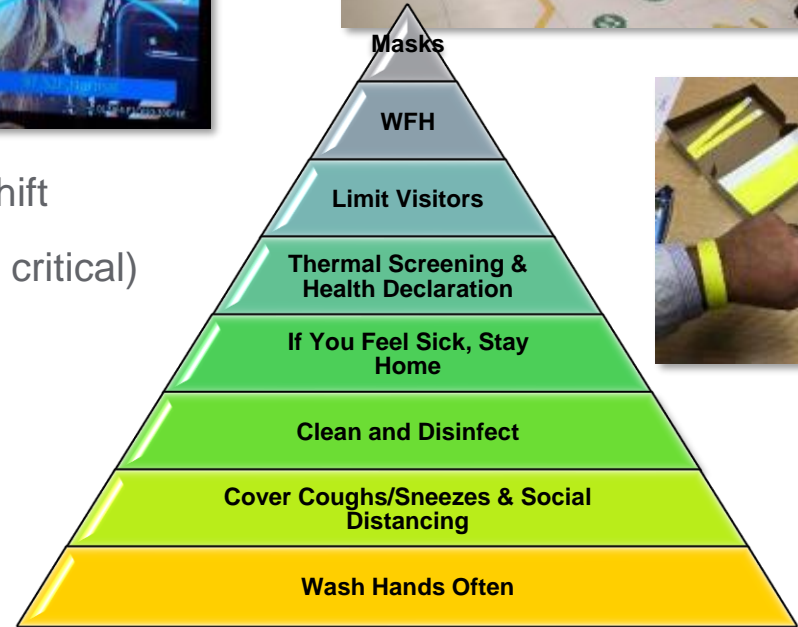 Masks
WFH
hift
Limit Visitors
critical)
Thermal Screening &
Health Declaration
If You Feel Sick, Stay
Home
Clean and Disinfect
Cover Coughs/Sneezes & Social
Distancing
Wash Hands Often